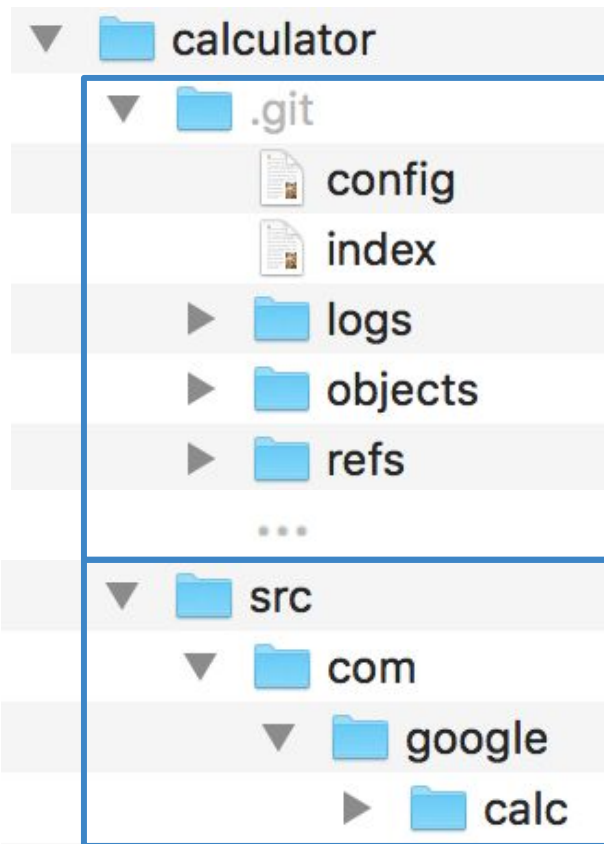 calculator
.git
config
index
logs
objects
refs
...
src
com
google
calc